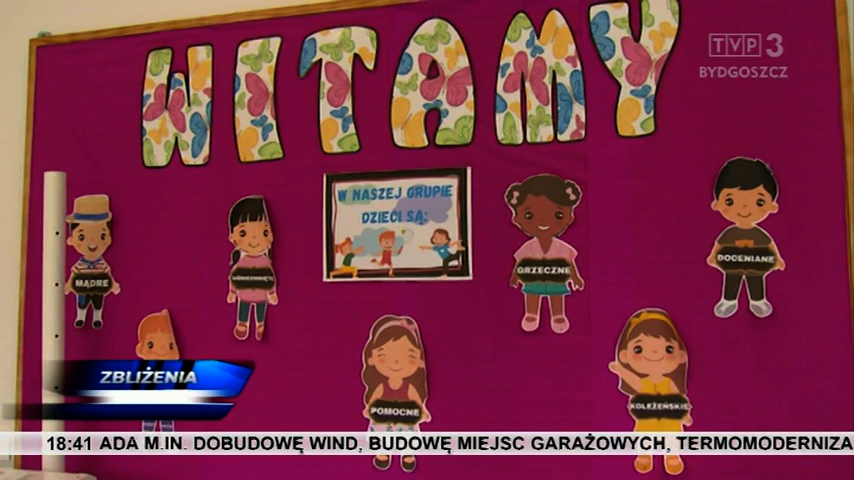 WITAMY
TVP3
BYDGOSZCZ
W NASZEJ GRUPIE
DZIECI SĄ:
MĄDRE
UŚMIECHNIĘTE
GRZECZNE
DOCENIANE
POMOCNE
KOLEŻEŃSKIE
ZBLIŻENIA
18:41 ADA M.IN. DOBUDOWĘ WIND, BUDOWĘ MIEJSC GARAŻOWYCH, TERMOMODERNIZA